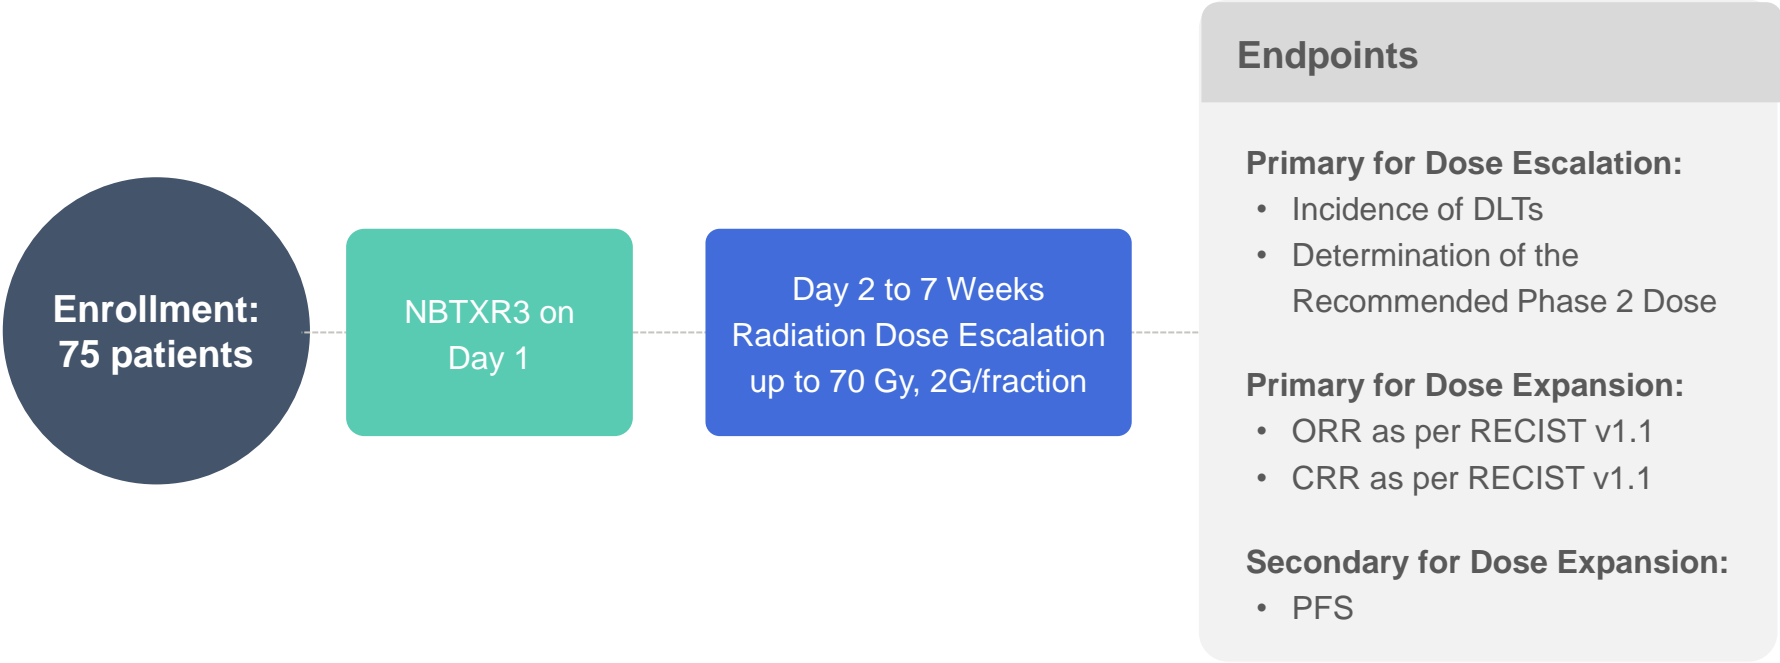 Enrollment:
75 patients
NBTXR3 on
Day 1
Day 2 to 7 Weeks
Radiation Dose Escalation
up to 70 Gy, 2G/fraction
Endpoints
Primary for Dose Escalation:
• Incidence of DLTs
• Determination of the
Recommended Phase 2 Dose
Primary for Dose Expansion:
• ORR as per RECIST v1.1
• CRR as per RECIST v1.1
Secondary for Dose Expansion:
• PFS